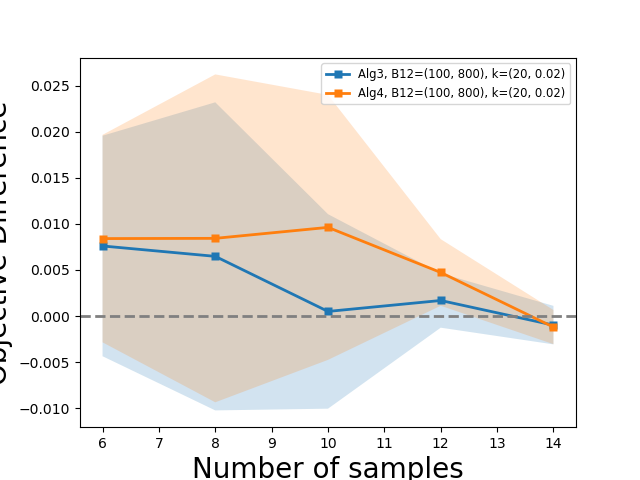 Alg3, B12=(100, 800), k=(20, 0.02)
Alg4, B12=(100, 800), k=(20, 0.02)
0.025
0.020
0.015
0.010
0.005
0.000
−0.005
−0.010
Objective Difference
6 7 8 9 10 11 12 13 14
Number of samples